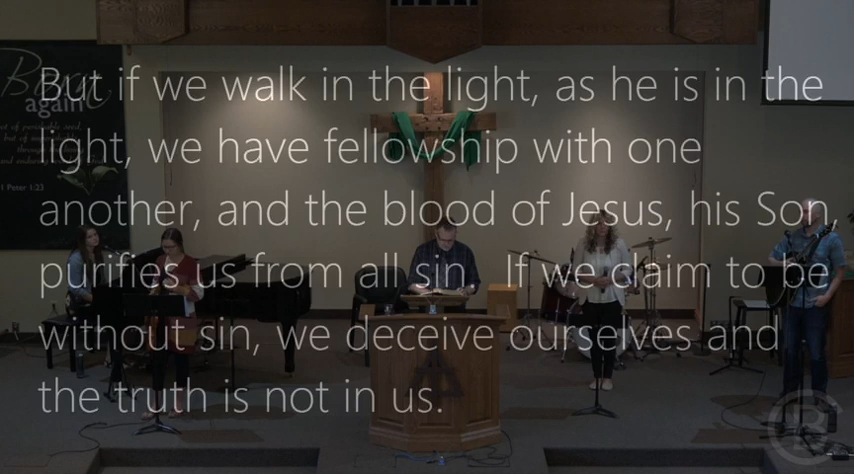 But if we walk in the light, as he is in the
light, we have fellowship with one
another, and the blood of Jesus, his Son,
purifies us from all sin. If we claim to be
without sin, we deceive ourselves and
the truth is not in us.
Born
again
1 Peter 1:23